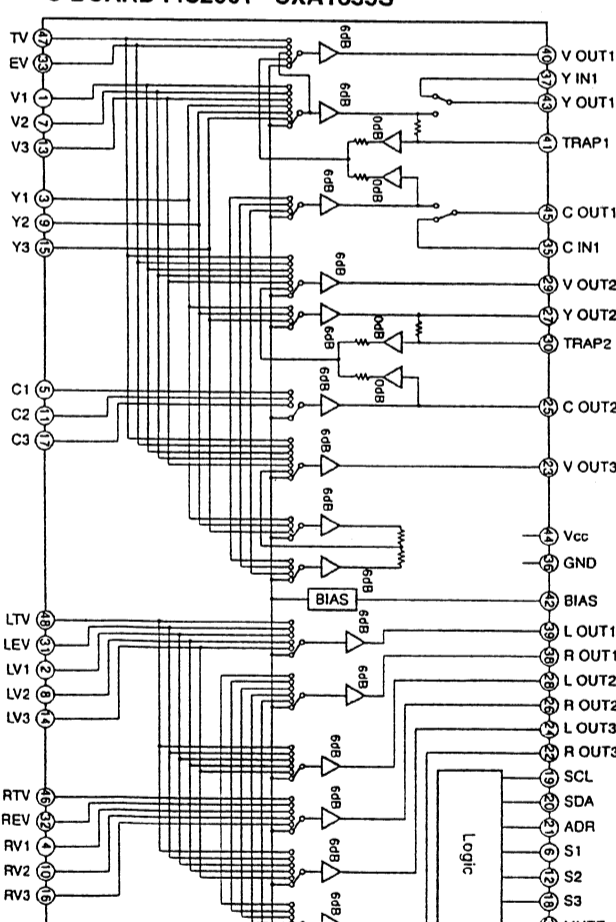 TV 47
EV 33
V1 1
V2 7
V3 13
Y1 3
Y2 9
Y3 15
C1 5
C2 11
C3 17
LTV 48
LEV 31
LV1 2
LV2 8
LV3 14
RTV 46
REV 32
RV1 4
RV2 10
RV3 16
6dB
6dB
0dB
0dB
6dB
6dB
6dB
0dB
0dB
6dB
6dB
6dB
6dB
BIAS
6dB
6dB
6dB
6dB
6dB
6dB
Logic
40 V OUT1
37 Y IN1
43 Y OUT1
41 TRAP1
45 C OUT1
35 C IN1
29 V OUT2
27 Y OUT2
30 TRAP2
25 C OUT2
23 V OUT3
44 Vcc
36 GND
42 BIAS
39 L OUT1
38 R OUT1
28 L OUT2
26 R OUT2
24 L OUT3
22 R OUT3
19 SCL
20 SDA
21 ADR
6 S1
12 S2
18 S3